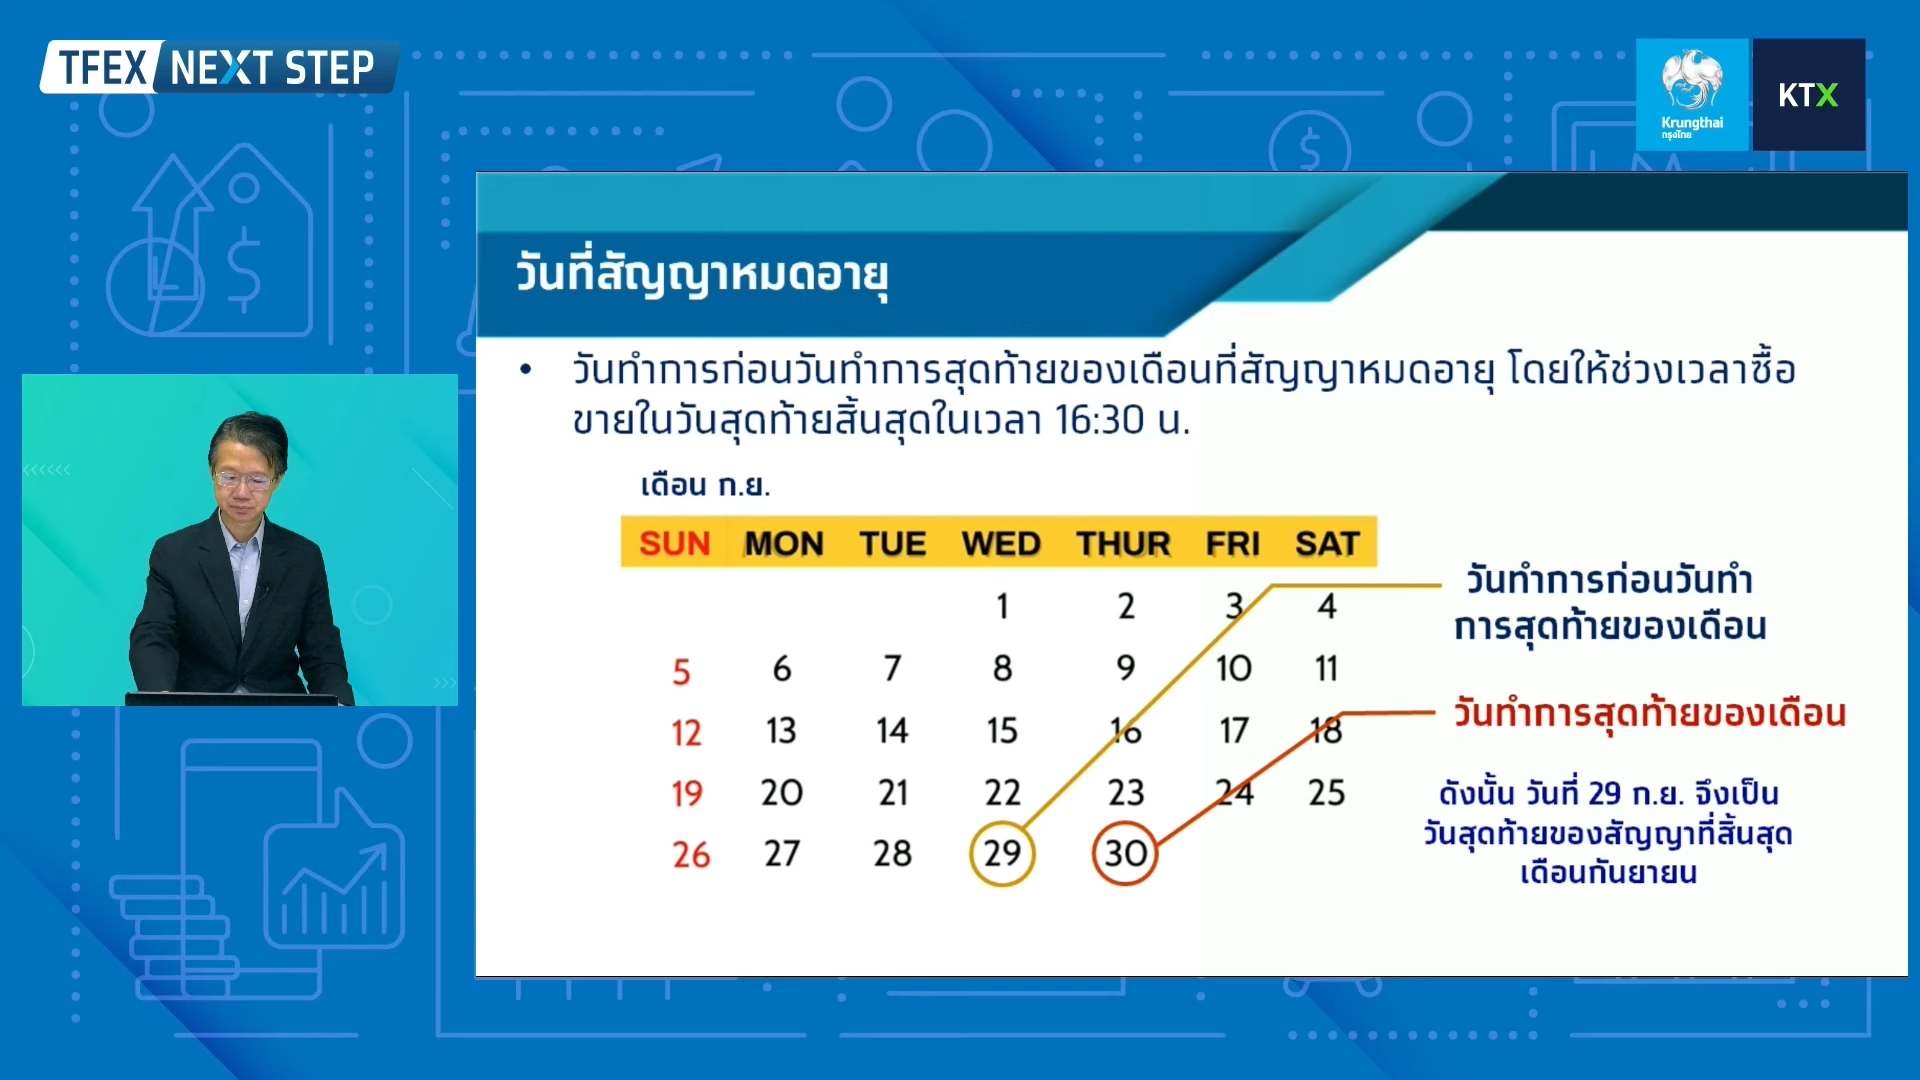 TFEX NEXT STEP
Krungthai
กรุงไทย
KTX
วันที่สัญญาหมดอายุ
• วันทำการก่อนวันทำการสุดท้ายของเดือนที่สัญญาหมดอายุ โดยให้ช่วงเวลาซื้อ
ขายในวันสุดท้ายสิ้นสุดในเวลา 16:30 น.
เดือน ก.ย.
SUN MON TUE WED THUR FRI SAT
1 2 3 4
5 6 7 8 9 10 11
12 13 14 15 16 17 18
19 20 21 22 23 24 25
26 27 28 29 30
วันทำการก่อนวันทำ
การสุดท้ายของเดือน
วันทำการสุดท้ายของเดือน
ดังนั้น วันที่ 29 ก.ย. จึงเป็น
วันสุดท้ายของสัญญาที่สิ้นสุด
เดือนกันยายน